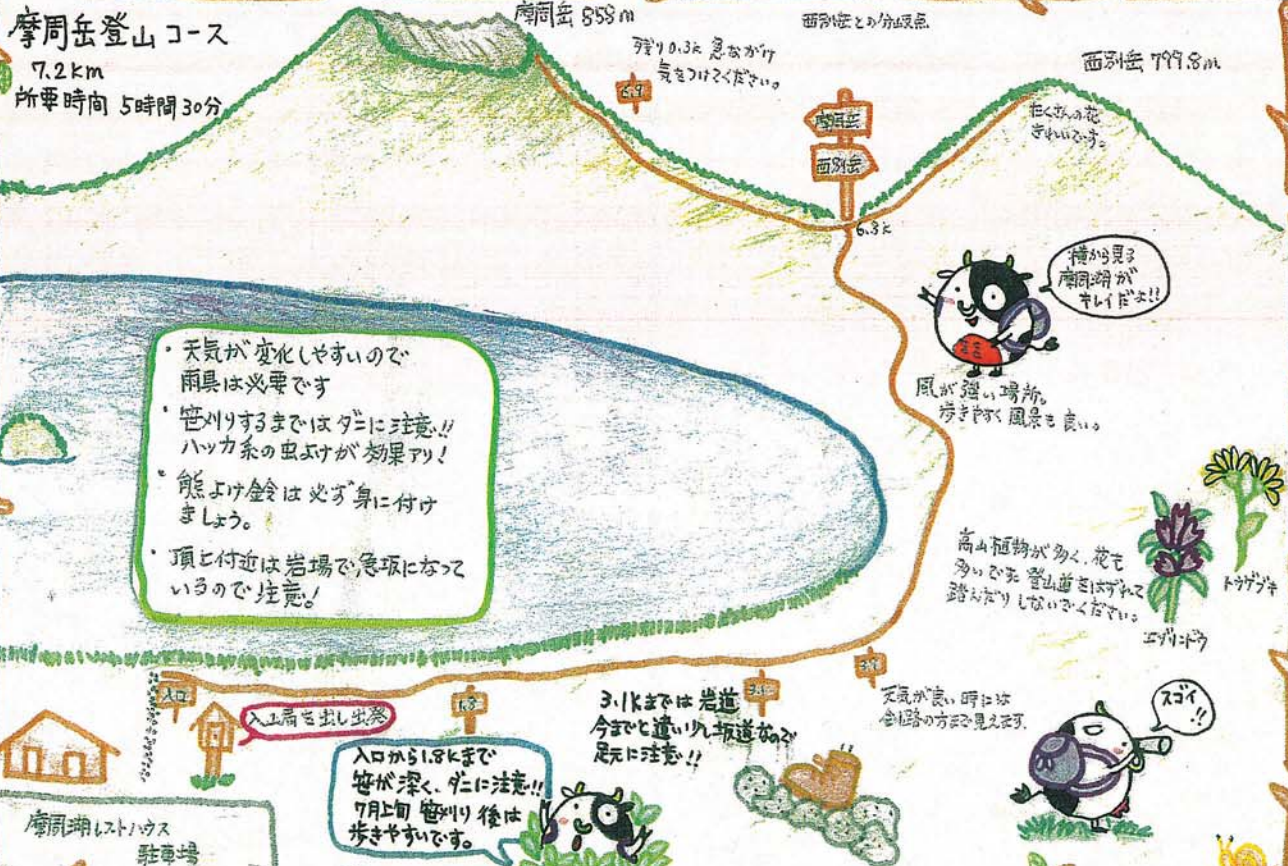 摩周岳登山コース
7.2km
所要時間 5時間30分
摩周岳 858m
残り0.3k 急なガケ
気をつけてください。
6.9
西別岳との分岐点
摩周岳
西別岳
6.3k
西別岳 799.8m
たくさんの花
きれいです。
横から見る
摩周湖が
キレイだよ!!
風が強い場所。
歩きやすく風景も良い。
・天気が変化しやすいので
雨具は必要です
・笹刈りするまではダニに注意!!
ハッカ系の虫よけが効果アリ!
・熊よけ鈴は必ず身に付け
ましょう。
・頂上付近は岩場で急坂になって
いるので注意!
高山植物が多く、花も
多いです。登山道をはずれて
踏んだりしないでください。
トウゲブキ
エゾリンドウ
入口
入山届を出し出発
1.8
入口から1.8kまで
笹が深く、ダニに注意!!
7月上旬 笹刈り後は
歩きやすいです。
3.1kまでは岩道
今までと違い少し坂道なので
足元に注意!!
天気が良い時には
釧路の方まで見えます。
スゴイ
!!
摩周湖レストハウス
駐車場